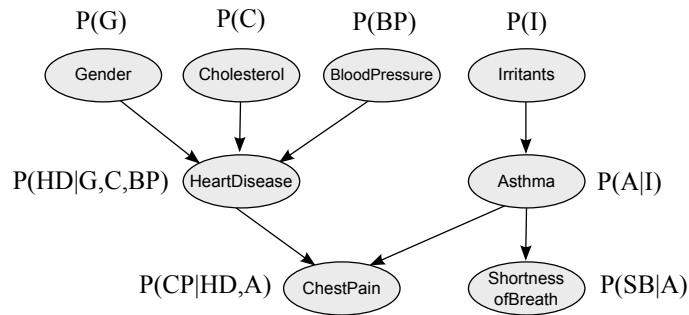 P(G)
P(C)
P(BP)
P(I)
Gender
Cholesterol
BloodPressure
Irritants
P(HD|G,C,BP)
HeartDisease
Asthma
P(A|I)
P(CP|HD,A)
ChestPain
Shortness
ofBreath
P(SB|A)